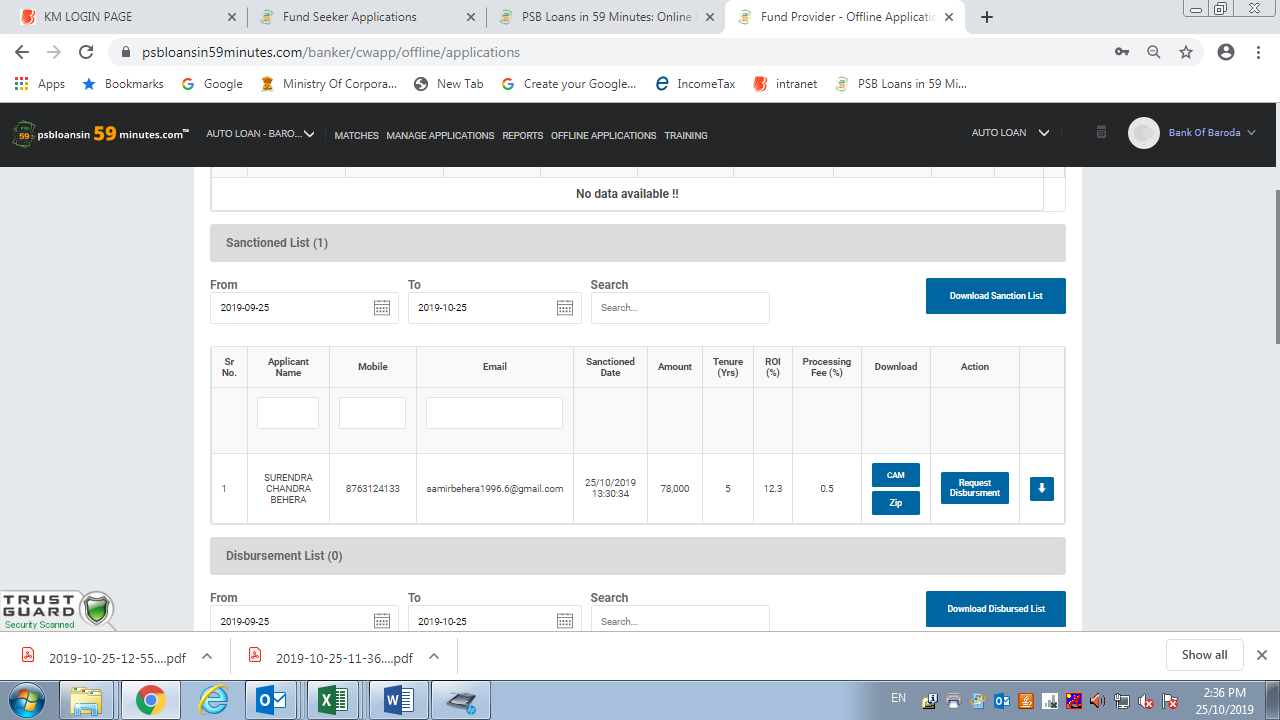 KM LOGIN PAGE
Fund Seeker Applications
PSB Loans in 59 Minutes: Online
Fund Provider - Offline Applicati
psbloansin59minutes.com/banker/cwapp/offline/applications
Apps
Bookmarks
Google
Ministry Of Corpora...
New Tab
Create your Google...
IncomeTax
intranet
PSB Loans in 59 Mi...
psbloansin 59 minutes.com™
AUTO LOAN - BARO...
MATCHES
MANAGE APPLICATIONS
REPORTS
OFFLINE APPLICATIONS
TRAINING
AUTO LOAN
Bank Of Baroda
No data available !!
Sanctioned List (1)
From
To
Search
2019-09-25
2019-10-25
Search...
Download Sanction List
Sr No.
Applicant Name
Mobile
Email
Sanctioned Date
Amount
Tenure (Yrs)
ROI (%)
Processing Fee (%)
Download
Action
1
SURENDRA CHANDRA BEHERA
8763124133
samirbehera1996.6@gmail.com
25/10/2019 13:30:34
78,000
5
12.3
0.5
CAM
Zip
Request Disbursment
Disbursement List (0)
From
To
Search
2019-09-25
2019-10-25
Search...
Download Disbursed List
TRUST GUARD
Security Scanned
2019-10-25-12-55....pdf
2019-10-25-11-36....pdf
Show all
EN
2:36 PM
25/10/2019